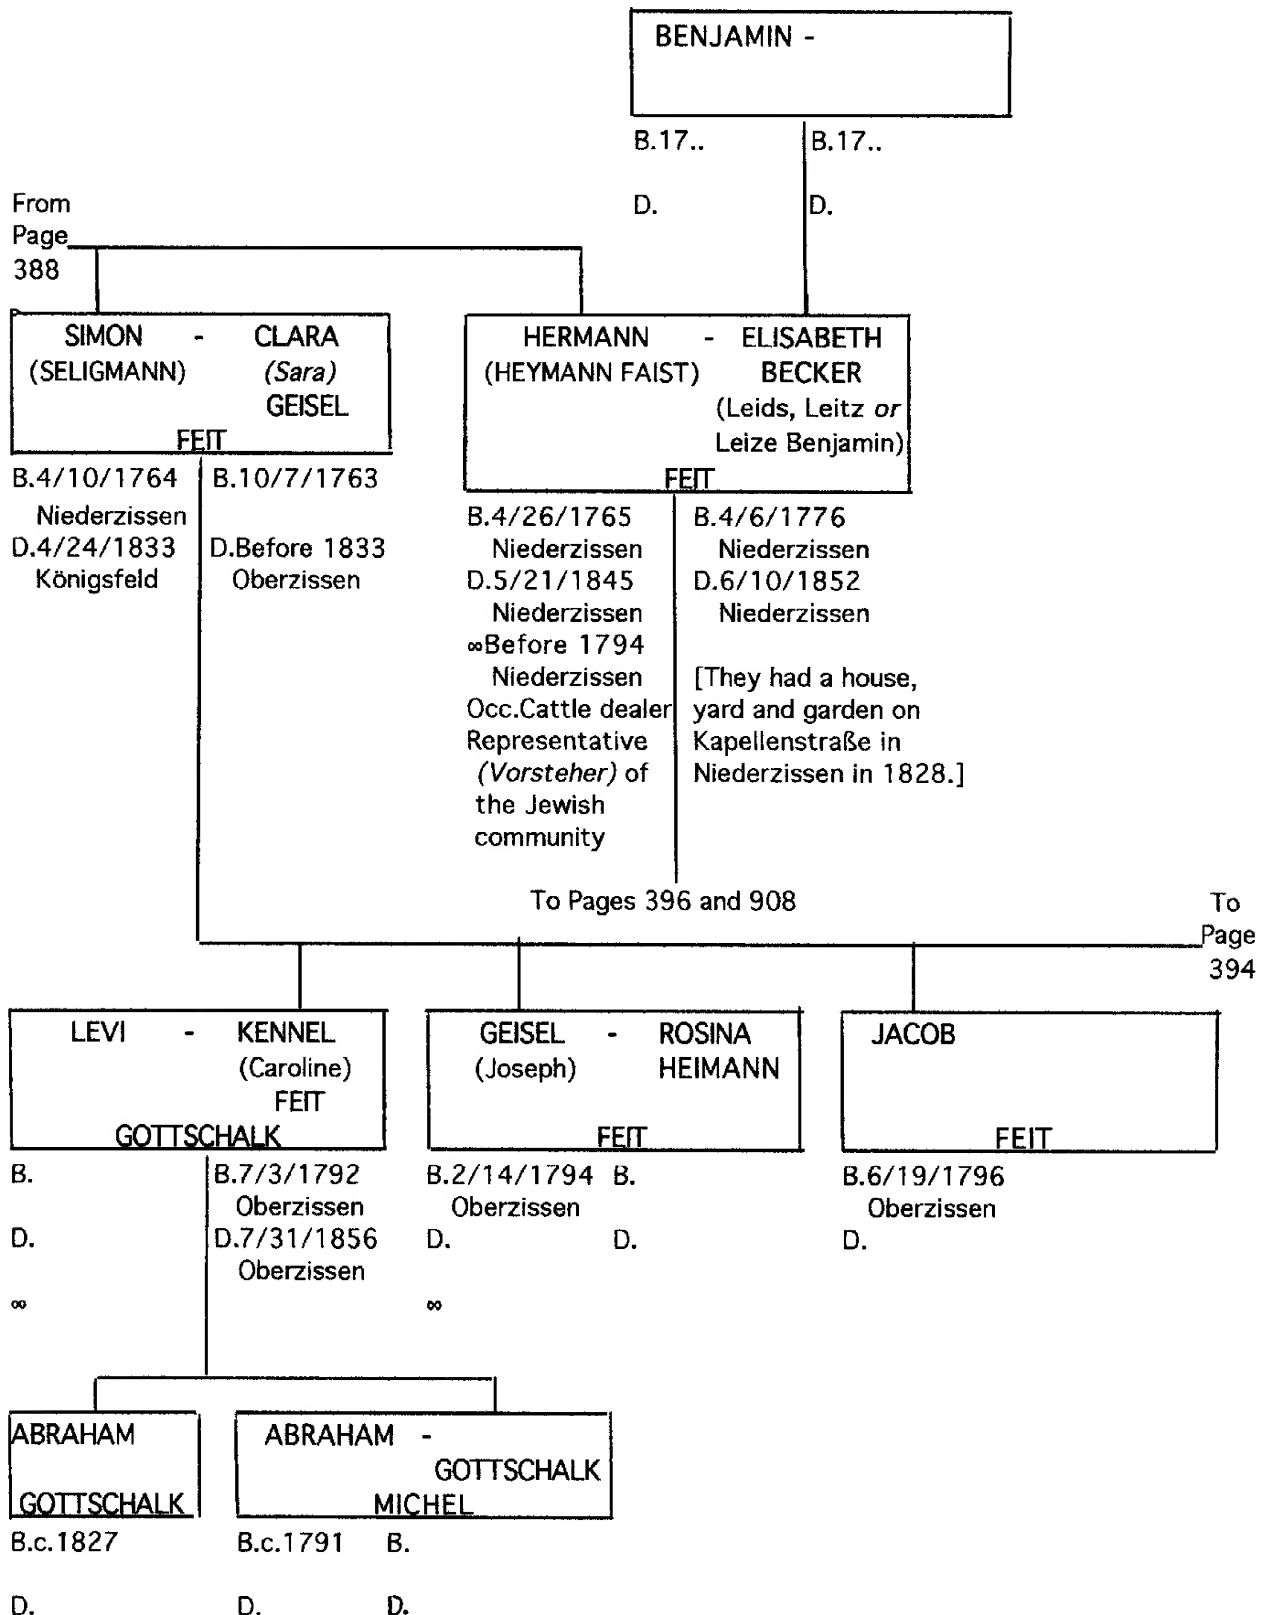 BENJAMIN -
B.17.. B.17..
D. D.
From
Page
388
SIMON - CLARA
(SELIGMANN) (Sara)
GEISEL
FEIT
B.4/10/1764 B.10/7/1763
Niederzissen
D.4/24/1833 D.Before 1833
Königsfeld Oberzissen
HERMANN - ELISABETH
(HEYMANN FAIST) BECKER
(Leids, Leitz or
Leize Benjamin)
FEIT
B.4/26/1765 B.4/6/1776
Niederzissen Niederzissen
D.5/21/1845 D.6/10/1852
Niederzissen Niederzissen
∞Before 1794
Niederzissen [They had a house,
Occ.Cattle dealer yard and garden on
Representative Kapellenstraße in
(Vorsteher) of Niederzissen in 1828.]
the Jewish
community
To Pages 396 and 908
To
Page
394
LEVI - KENNEL
(Caroline)
FEIT
GOTTSCHALK
B. B.7/3/1792
Oberzissen
D. D.7/31/1856
Oberzissen
∞
GEISEL - ROSINA
(Joseph) HEIMANN
FEIT
B.2/14/1794 B.
Oberzissen
D. D.
∞
JACOB
FEIT
B.6/19/1796
Oberzissen
D.
ABRAHAM
GOTTSCHALK
B.c.1827
D.
ABRAHAM -
GOTTSCHALK
MICHEL
B.c.1791 B.
D. D.